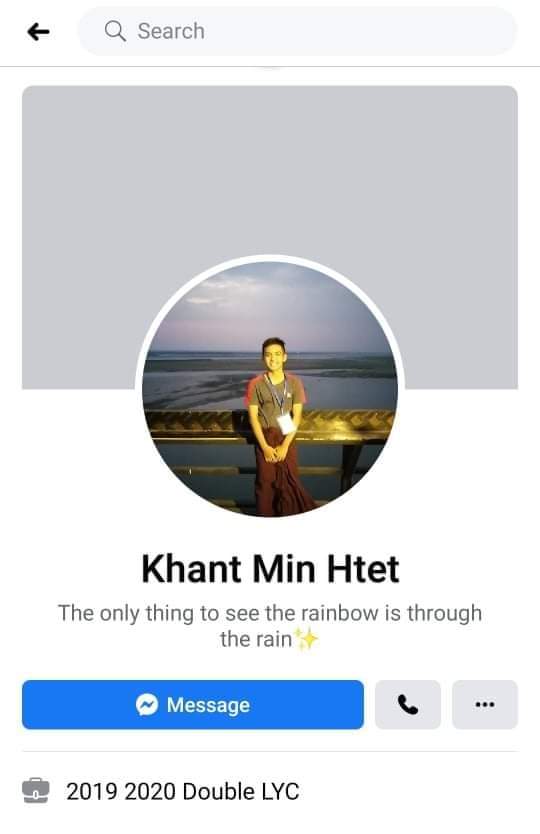 Search
Khant Min Htet
The only thing to see the rainbow is through
the rain✨
Message
2019 2020 Double LYC